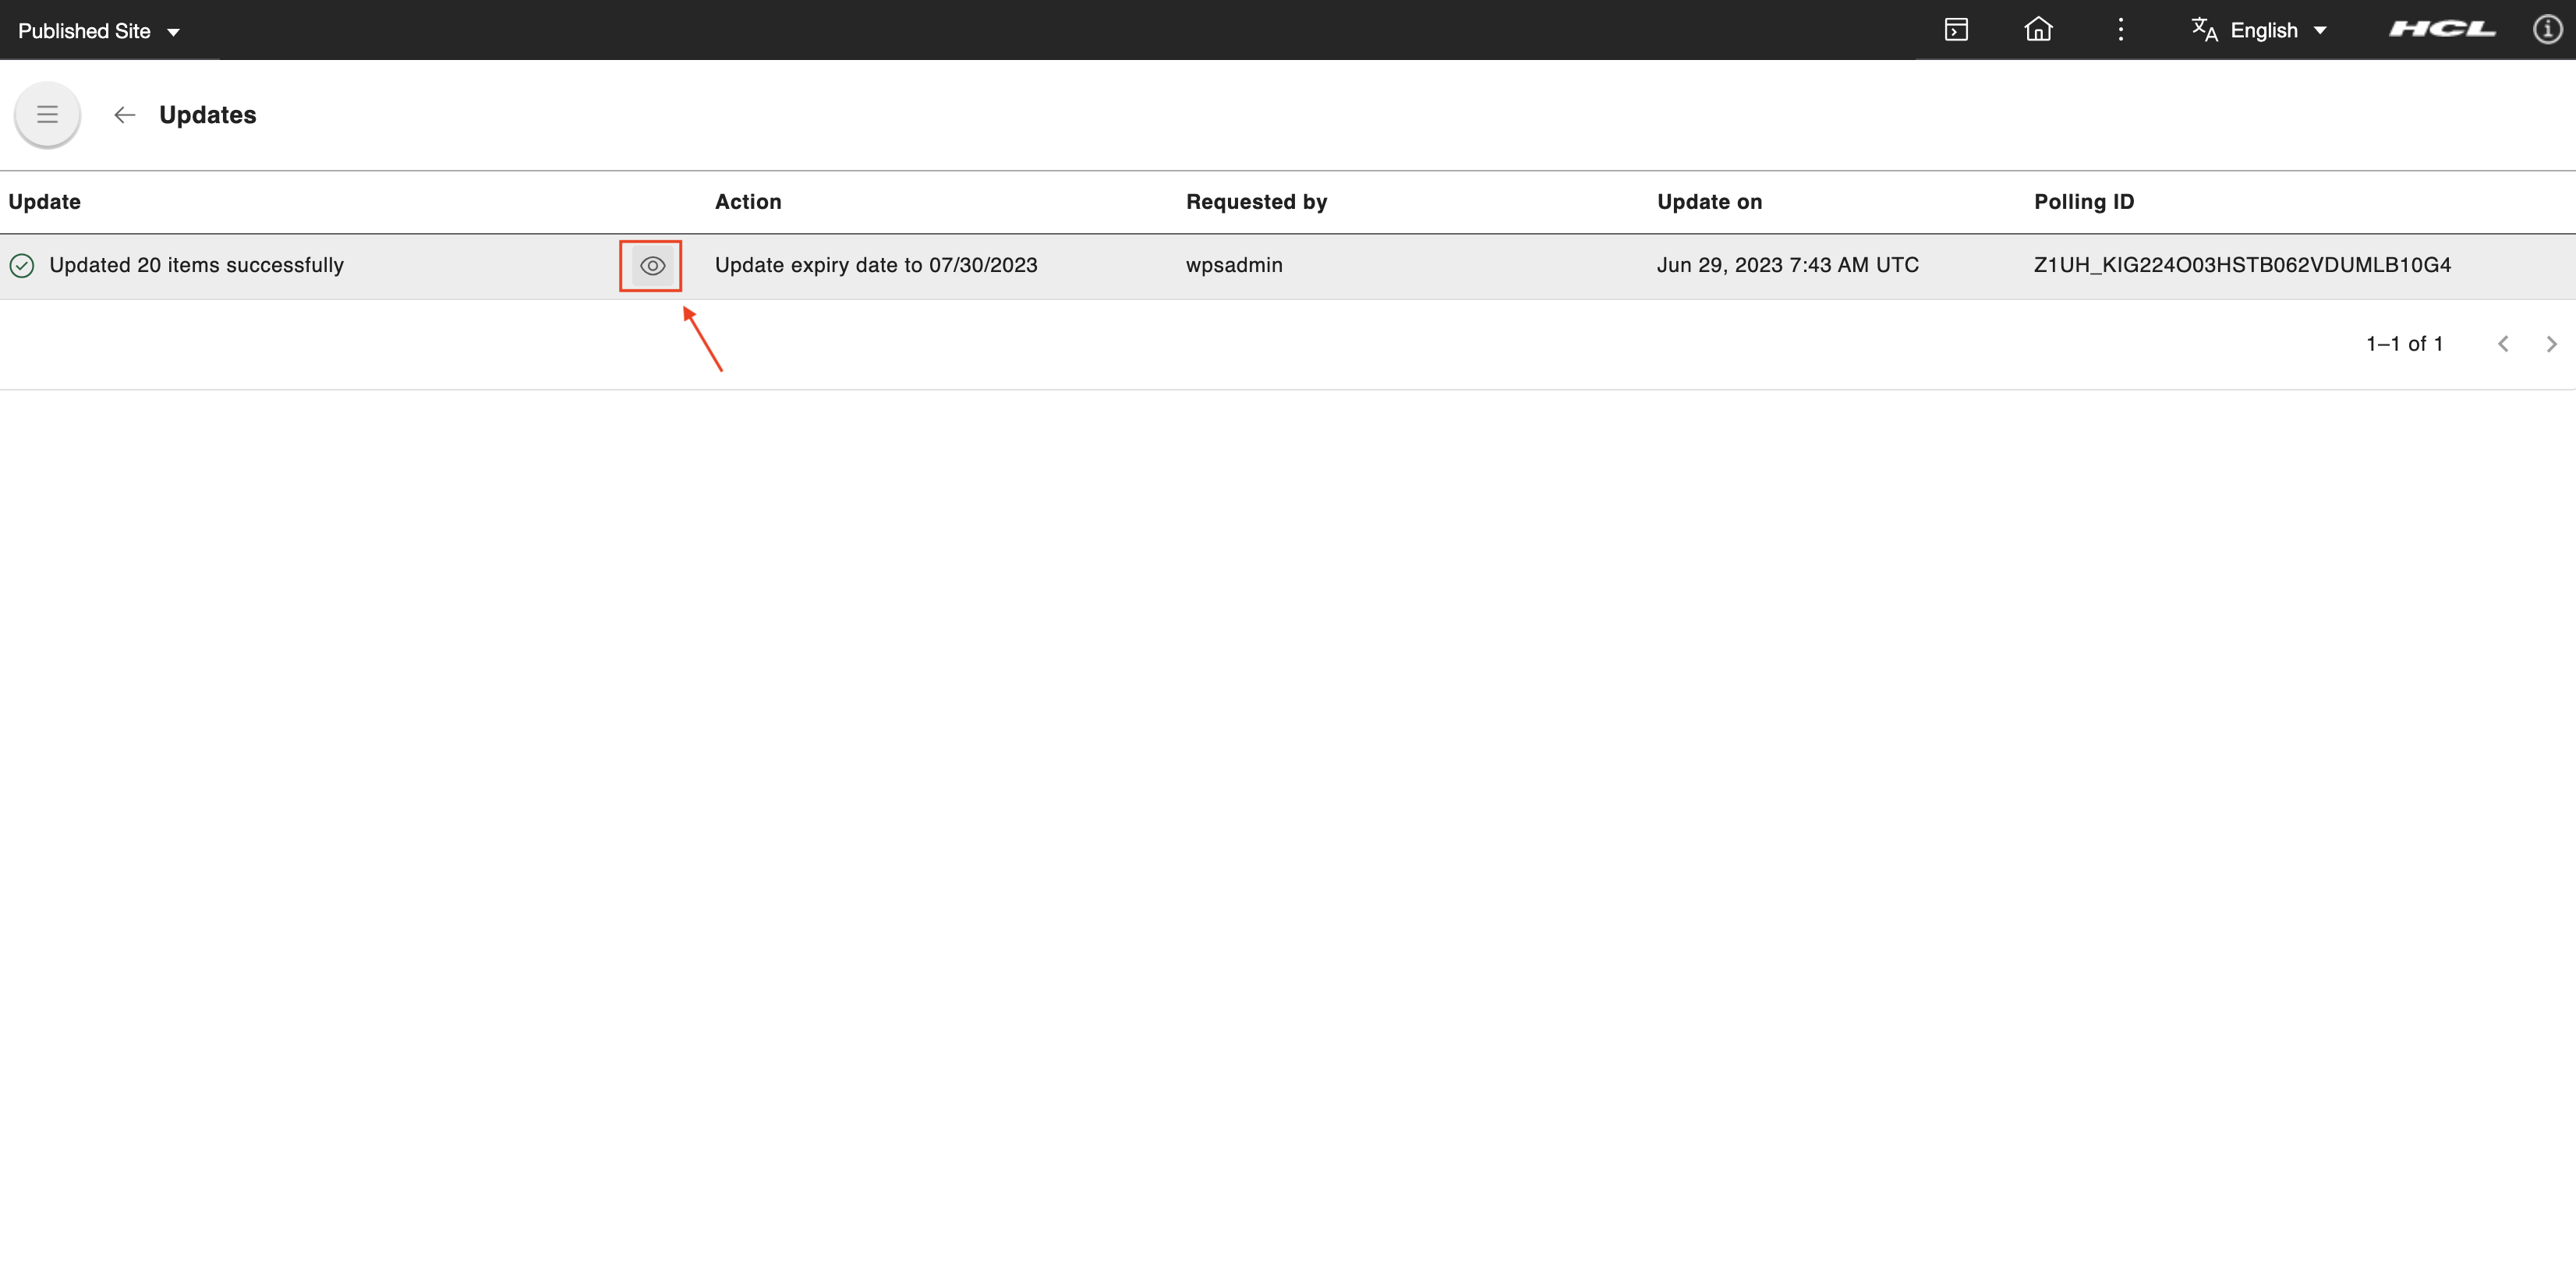 Published Site
English
HCL
Updates
Update Action Requested by Update on Polling ID
Updated 20 items successfully Update expiry date to 07/30/2023 wpsadmin Jun 29, 2023 7:43 AM UTC Z1UH_KIG224O03HSTB062VDUMLB10G4
1–1 of 1